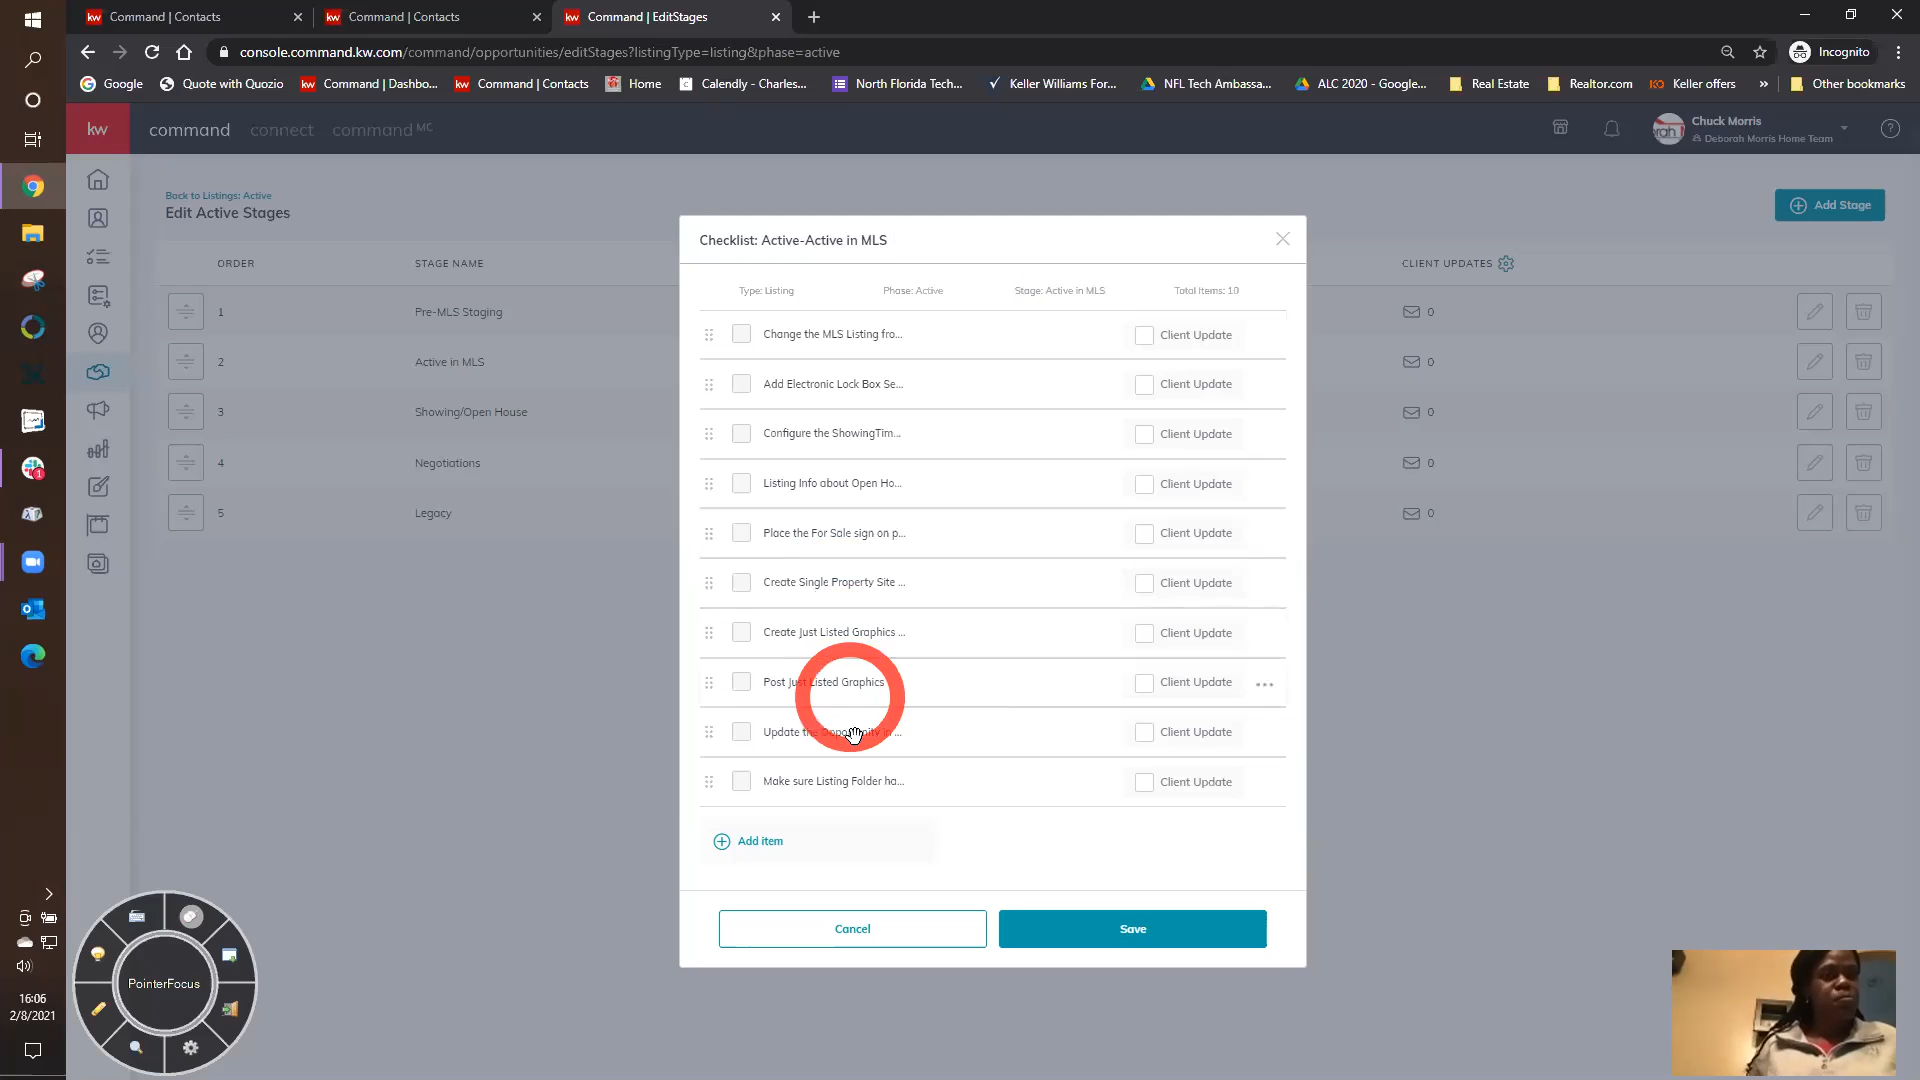 Command | Contacts
Command | Contacts
Command | EditStages
console.command.kw.com/command/opportunities/editStages?listingType=listing&phase=active
Incognito
Google
Quote with Quozio
Command | Dashbo...
Command | Contacts
Home
Calendly - Charles...
North Florida Tech...
Keller Williams For...
NFL Tech Ambassa...
ALC 2020 - Google...
Real Estate
Realtor.com
Keller offers
»
Other bookmarks
kw
command connect command MC
Chuck Morris
Deborah Morris Home Team
Back to Listings: Active
Edit Active Stages
Add Stage
ORDER STAGE NAME CLIENT UPDATES
1 Pre-MLS Staging 0
2 Active in MLS 0
3 Showing/Open House 0
4 Negotiations 0
5 Legacy 0
Checklist: Active-Active in MLS
Type: Listing Phase: Active Stage: Active in MLS Total Items: 10
Change the MLS Listing fro... Client Update
Add Electronic Lock Box Se... Client Update
Configure the ShowingTim... Client Update
Listing Info about Open Ho... Client Update
Place the For Sale sign on p... Client Update
Create Single Property Site ... Client Update
Create Just Listed Graphics ... Client Update
Post Just Listed Graphics Client Update
Update the Opportunity in ... Client Update
Make sure Listing Folder ha... Client Update
Add item
Cancel
Save
PointerFocus
16:06
2/8/2021